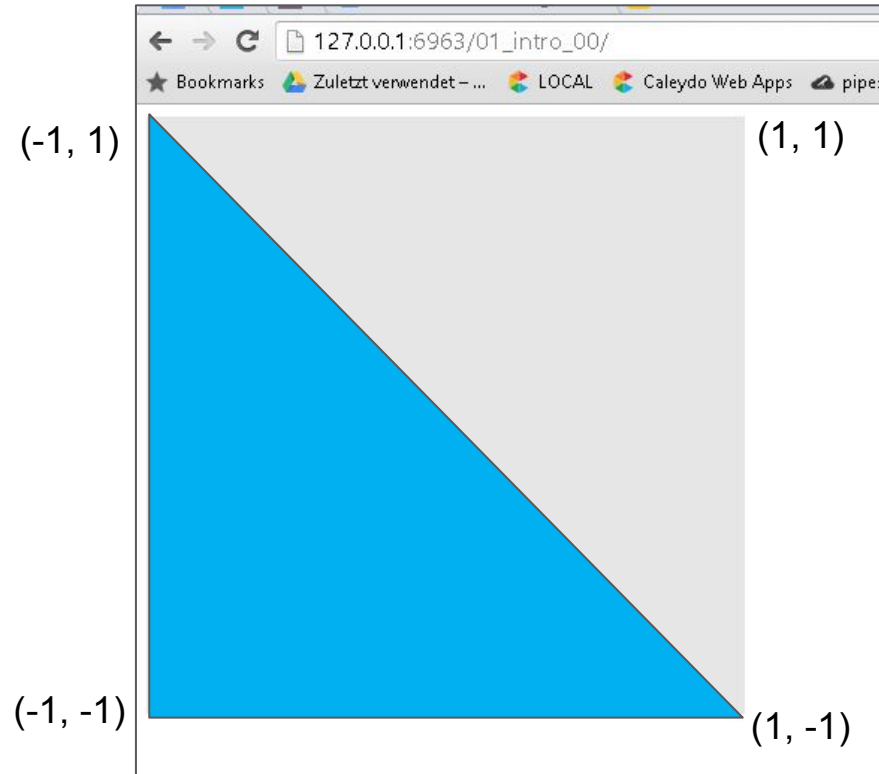 127.0.0.1:6963/01_intro_00/
Bookmarks Zuletzt verwendet – ... LOCAL Caleydo Web Apps pipe
(-1, 1) (1, 1)
(-1, -1) (1, -1)